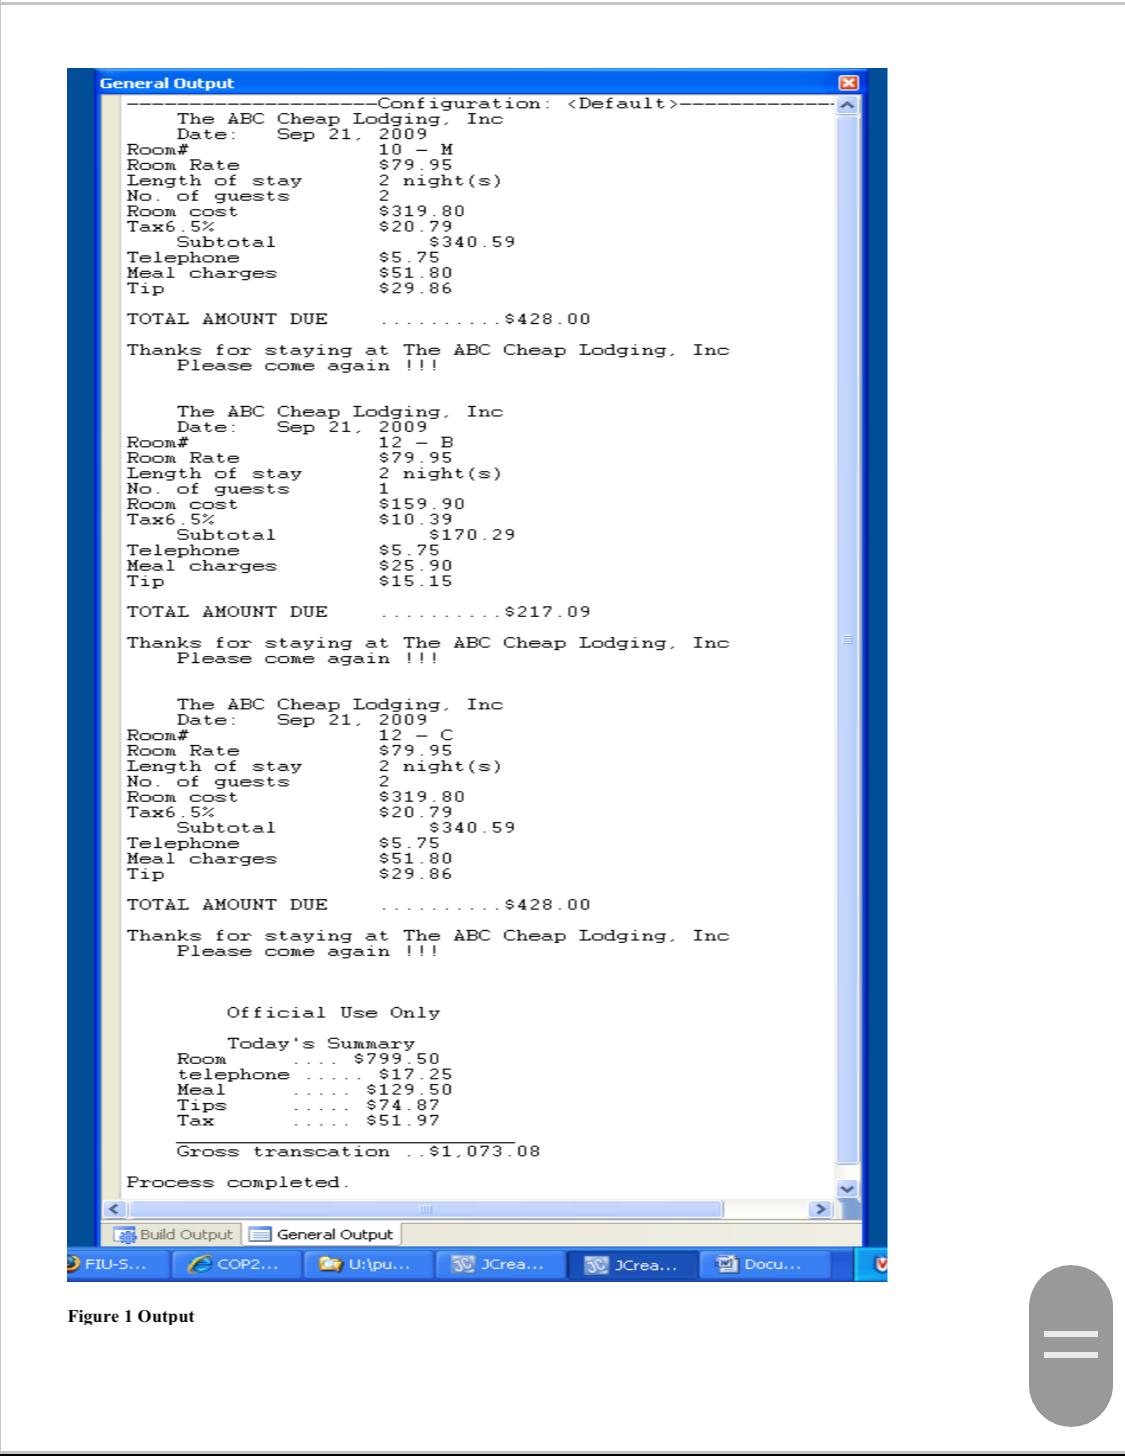 General Output
--------------------Configuration: <Default>------------
The ABC Cheap Lodging, Inc
Date: Sep 21, 2009
Room# 10 - M
Room Rate $79.95
Length of stay 2 night(s)
No. of guests 2
Room cost $319.80
Tax6.5% $20.79
Subtotal $340.59
Telephone $5.75
Meal charges $51.80
Tip $29.86
TOTAL AMOUNT DUE ..........$428.00
Thanks for staying at The ABC Cheap Lodging, Inc
Please come again !!!
The ABC Cheap Lodging, Inc
Date: Sep 21, 2009
Room# 12 - B
Room Rate $79.95
Length of stay 2 night(s)
No. of guests 1
Room cost $159.90
Tax6.5% $10.39
Subtotal $170.29
Telephone $5.75
Meal charges $25.90
Tip $15.15
TOTAL AMOUNT DUE ..........$217.09
Thanks for staying at The ABC Cheap Lodging, Inc
Please come again !!!
The ABC Cheap Lodging, Inc
Date: Sep 21, 2009
Room# 12 - C
Room Rate $79.95
Length of stay 2 night(s)
No. of guests 2
Room cost $319.80
Tax6.5% $20.79
Subtotal $340.59
Telephone $5.75
Meal charges $51.80
Tip $29.86
TOTAL AMOUNT DUE ..........$428.00
Thanks for staying at The ABC Cheap Lodging, Inc
Please come again !!!
Official Use Only
Today's Summary
Room .... $799.50
telephone ..... $17.25
Meal ..... $129.50
Tips ..... $74.87
Tax ..... $51.97
Gross transcation ..$1,073.08
Process completed.
Build Output General Output
FIU-S... COP2... U:\pu... JCrea... JCrea... Docu...
Figure 1 Output